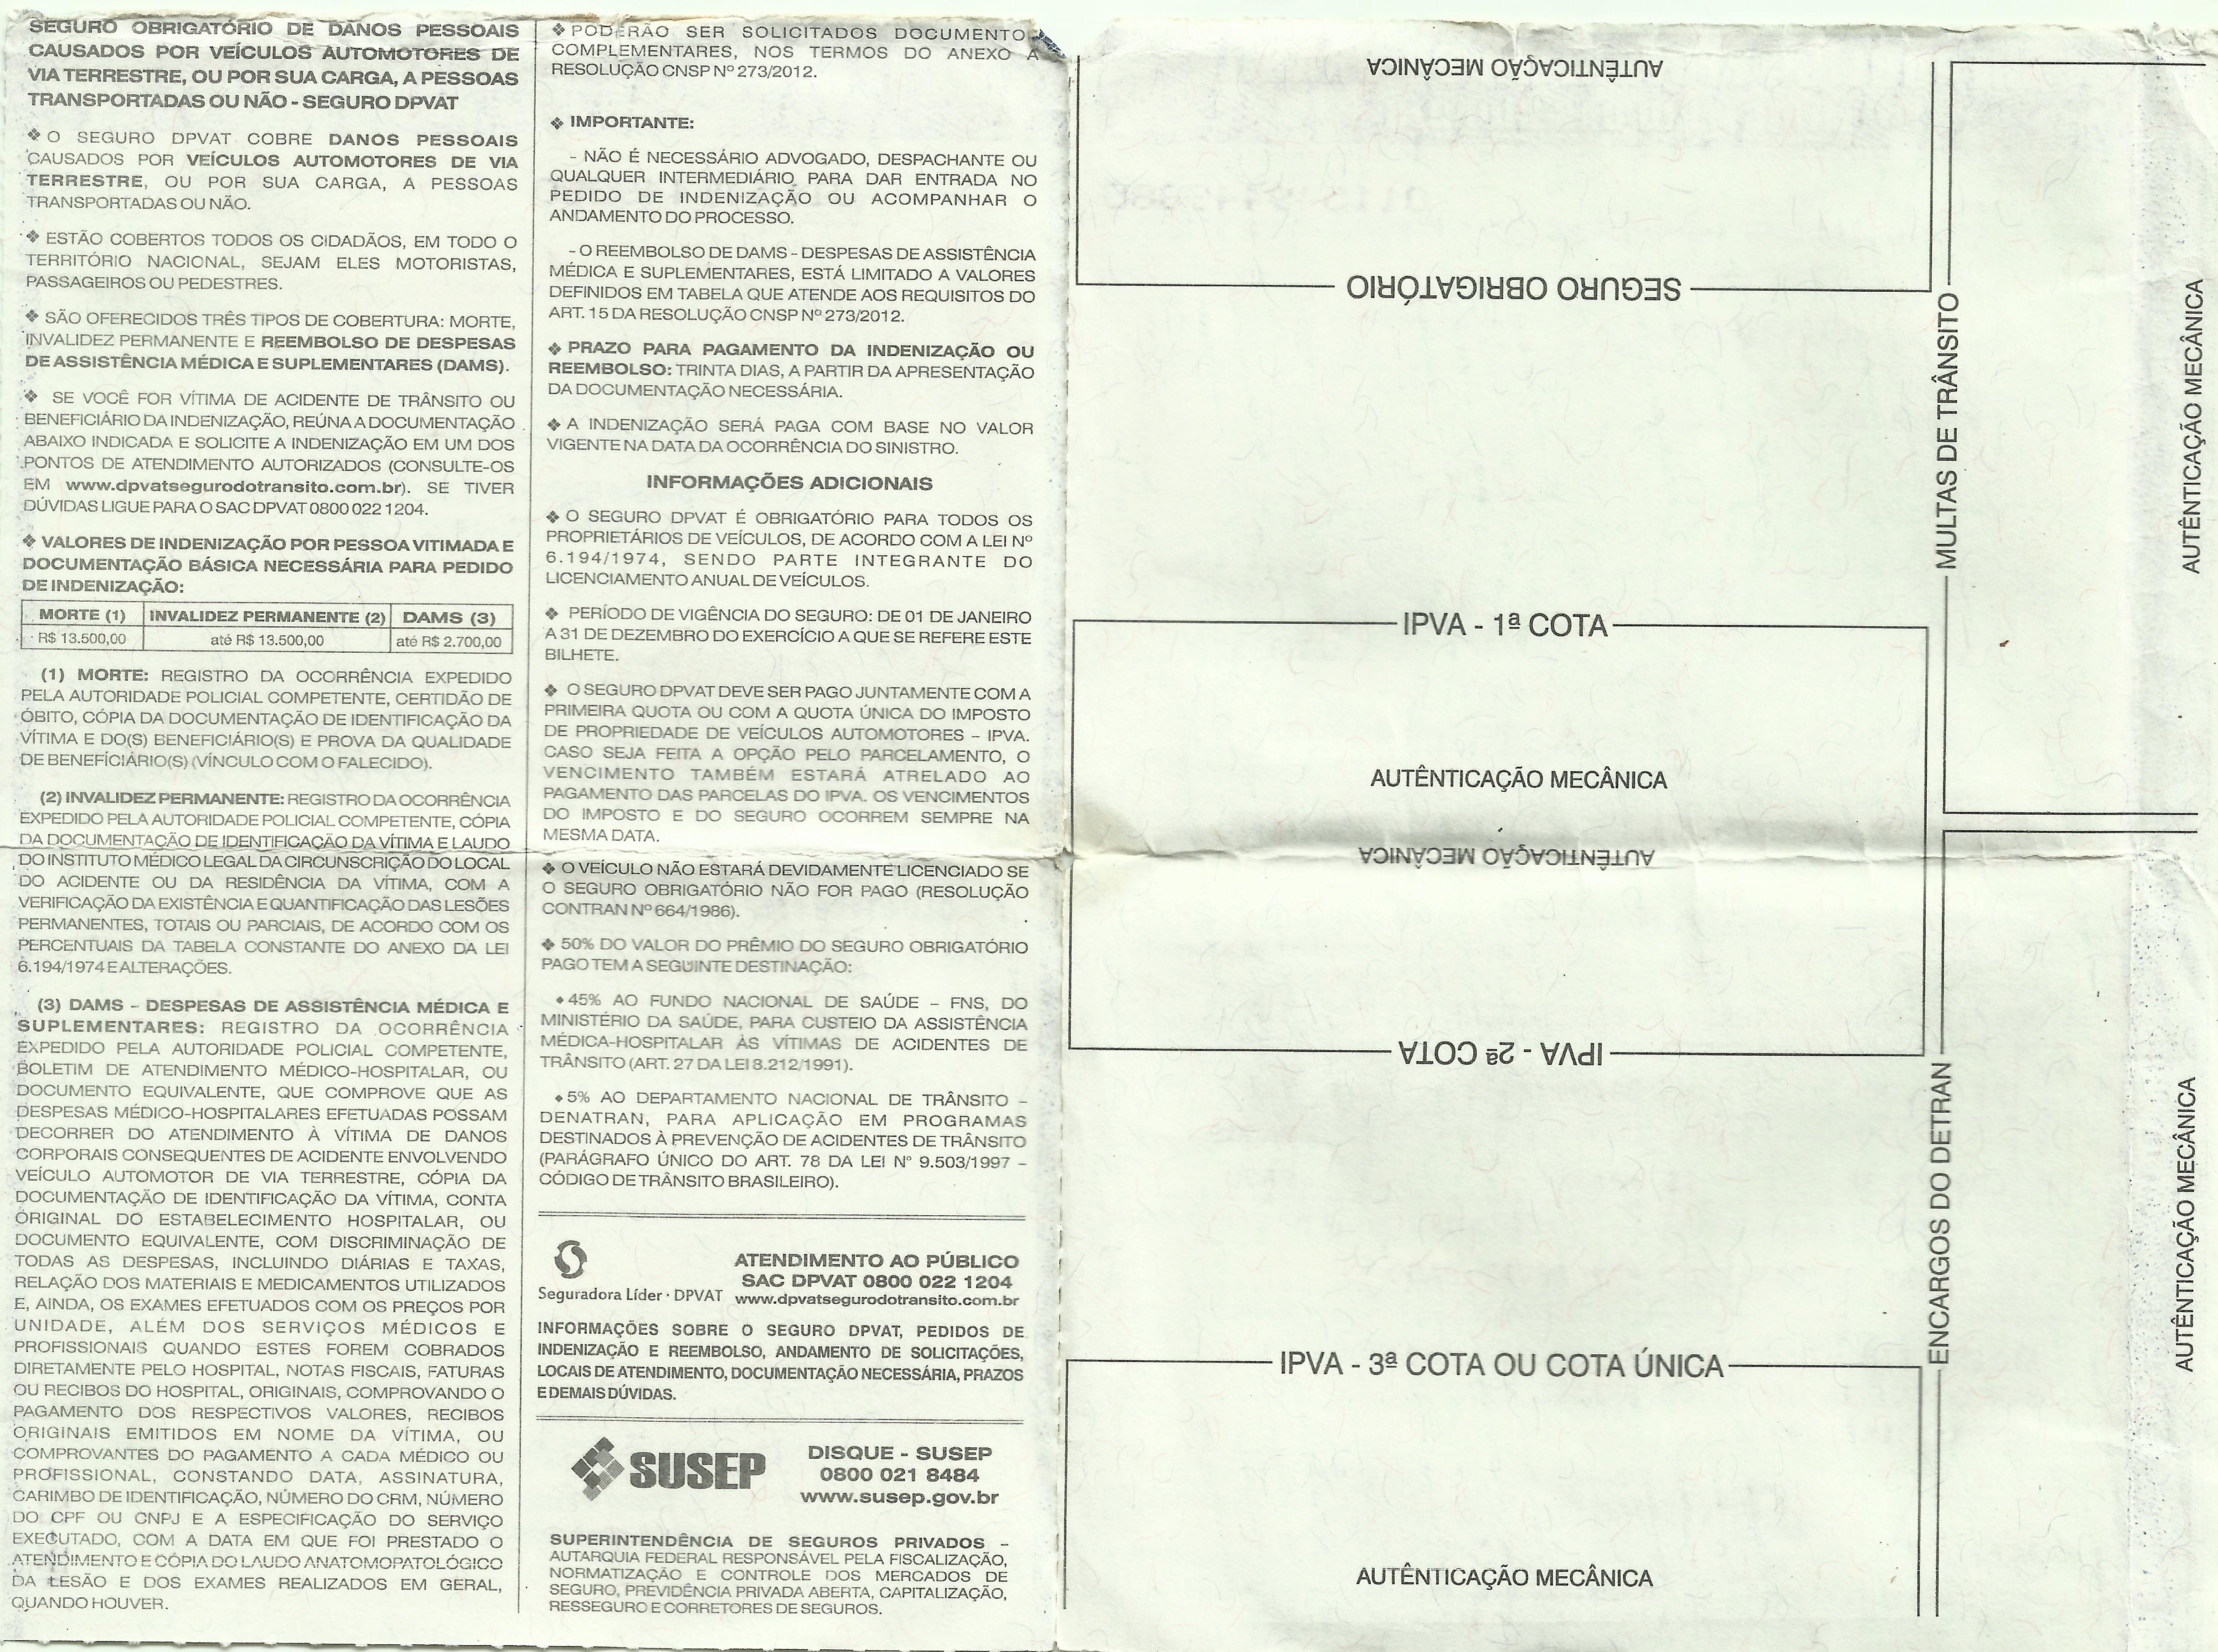 SEGURO OBRIGATÓRIO DE DANOS PESSOAIS
CAUSADOS POR VEÍCULOS AUTOMOTORES DE
VIA TERRESTRE, OU POR SUA CARGA, A PESSOAS
TRANSPORTADAS OU NÃO - SEGURO DPVAT
❖ O SEGURO DPVAT COBRE DANOS PESSOAIS
CAUSADOS POR VEÍCULOS AUTOMOTORES DE VIA
TERRESTRE, OU POR SUA CARGA, A PESSOAS
TRANSPORTADAS OU NÃO.
❖ ESTÃO COBERTOS TODOS OS CIDADÃOS, EM TODO O
TERRITÓRIO NACIONAL, SEJAM ELES MOTORISTAS,
PASSAGEIROS OU PEDESTRES.
❖ SÃO OFERECIDOS TRÊS TIPOS DE COBERTURA: MORTE,
INVALIDEZ PERMANENTE E REEMBOLSO DE DESPESAS
DE ASSISTÊNCIA MÉDICA E SUPLEMENTARES (DAMS).
❖ SE VOCÊ FOR VÍTIMA DE ACIDENTE DE TRÂNSITO OU
BENEFICIÁRIO DA INDENIZAÇÃO, REÚNA A DOCUMENTAÇÃO
ABAIXO INDICADA E SOLICITE A INDENIZAÇÃO EM UM DOS
PONTOS DE ATENDIMENTO AUTORIZADOS (CONSULTE-OS
EM www.dpvatsegurodotransito.com.br). SE TIVER
DÚVIDAS LIGUE PARA O SAC DPVAT 0800 022 1204.
❖ VALORES DE INDENIZAÇÃO POR PESSOA VITIMADA E
DOCUMENTAÇÃO BÁSICA NECESSÁRIA PARA PEDIDO
DE INDENIZAÇÃO:
MORTE (1) INVALIDEZ PERMANENTE (2) DAMS (3)
R$ 13.500,00 até R$ 13.500,00 até R$ 2.700,00
(1) MORTE: REGISTRO DA OCORRÊNCIA EXPEDIDO
PELA AUTORIDADE POLICIAL COMPETENTE, CERTIDÃO DE
ÓBITO, CÓPIA DA DOCUMENTAÇÃO DE IDENTIFICAÇÃO DA
VÍTIMA E DO(S) BENEFICIÁRIO(S) E PROVA DA QUALIDADE
DE BENEFÍCIÁRIO(S) (VÍNCULO COM O FALECIDO).
(2) INVALIDEZ PERMANENTE: REGISTRO DA OCORRÊNCIA
EXPEDIDO PELA AUTORIDADE POLICIAL COMPETENTE, CÓPIA
DA DOCUMENTAÇÃO DE IDENTIFICAÇÃO DA VÍTIMA E LAUDO
DO INSTITUTO MÉDICO LEGAL DA CIRCUNSCRIÇÃO DO LOCAL
DO ACIDENTE OU DA RESIDÊNCIA DA VÍTIMA, COM A
VERIFICAÇÃO DA EXISTÊNCIA E QUANTIFICAÇÃO DAS LESÕES
PERMANENTES, TOTAIS OU PARCIAIS, DE ACORDO COM OS
PERCENTUAIS DA TABELA CONSTANTE DO ANEXO DA LEI
6.194/1974 E ALTERAÇÕES.
(3) DAMS - DESPESAS DE ASSISTÊNCIA MÉDICA E
SUPLEMENTARES: REGISTRO DA OCORRÊNCIA
EXPEDIDO PELA AUTORIDADE POLICIAL COMPETENTE,
BOLETIM DE ATENDIMENTO MÉDICO-HOSPITALAR, OU
DOCUMENTO EQUIVALENTE, QUE COMPROVE QUE AS
DESPESAS MÉDICO-HOSPITALARES EFETUADAS POSSAM
DECORRER DO ATENDIMENTO À VÍTIMA DE DANOS
CORPORAIS CONSEQUENTES DE ACIDENTE ENVOLVENDO
VEÍCULO AUTOMOTOR DE VIA TERRESTRE, CÓPIA DA
DOCUMENTAÇÃO DE IDENTIFICAÇÃO DA VÍTIMA, CONTA
ORIGINAL DO ESTABELECIMENTO HOSPITALAR, OU
DOCUMENTO EQUIVALENTE, COM DISCRIMINAÇÃO DE
TODAS AS DESPESAS, INCLUINDO DIÁRIAS E TAXAS,
RELAÇÃO DOS MATERIAIS E MEDICAMENTOS UTILIZADOS
E, AINDA, OS EXAMES EFETUADOS COM OS PREÇOS POR
UNIDADE, ALÉM DOS SERVIÇOS MÉDICOS E
PROFISSIONAIS QUANDO ESTES FOREM COBRADOS
DIRETAMENTE PELO HOSPITAL, NOTAS FISCAIS, FATURAS
OU RECIBOS DO HOSPITAL, ORIGINAIS, COMPROVANDO O
PAGAMENTO DOS RESPECTIVOS VALORES, RECIBOS
ORIGINAIS EMITIDOS EM NOME DA VÍTIMA, OU
COMPROVANTES DO PAGAMENTO A CADA MÉDICO OU
PROFISSIONAL, CONSTANDO DATA, ASSINATURA,
CARIMBO DE IDENTIFICAÇÃO, NÚMERO DO CRM, NÚMERO
DO CPF OU CNPJ E A ESPECIFICAÇÃO DO SERVIÇO
EXECUTADO, COM A DATA EM QUE FOI PRESTADO O
ATENDIMENTO E CÓPIA DO LAUDO ANATOMOPATOLÓGICO
DA LESÃO E DOS EXAMES REALIZADOS EM GERAL,
QUANDO HOUVER.
❖ PODERÃO SER SOLICITADOS DOCUMENTO
COMPLEMENTARES, NOS TERMOS DO ANEXO A
RESOLUÇÃO CNSP Nº 273/2012.
❖ IMPORTANTE:
- NÃO É NECESSÁRIO ADVOGADO, DESPACHANTE OU
QUALQUER INTERMEDIÁRIO PARA DAR ENTRADA NO
PEDIDO DE INDENIZAÇÃO OU ACOMPANHAR O
ANDAMENTO DO PROCESSO.
- O REEMBOLSO DE DAMS - DESPESAS DE ASSISTÊNCIA
MÉDICA E SUPLEMENTARES, ESTÁ LIMITADO A VALORES
DEFINIDOS EM TABELA QUE ATENDE AOS REQUISITOS DO
ART. 15 DA RESOLUÇÃO CNSP Nº 273/2012.
❖ PRAZO PARA PAGAMENTO DA INDENIZAÇÃO OU
REEMBOLSO: TRINTA DIAS, A PARTIR DA APRESENTAÇÃO
DA DOCUMENTAÇÃO NECESSÁRIA.
❖ A INDENIZAÇÃO SERÁ PAGA COM BASE NO VALOR
VIGENTE NA DATA DA OCORRÊNCIA DO SINISTRO.
INFORMAÇÕES ADICIONAIS
❖ O SEGURO DPVAT É OBRIGATÓRIO PARA TODOS OS
PROPRIETÁRIOS DE VEÍCULOS, DE ACORDO COM A LEI Nº
6.194/1974, SENDO PARTE INTEGRANTE DO
LICENCIAMENTO ANUAL DE VEÍCULOS.
❖ PERÍODO DE VIGÊNCIA DO SEGURO: DE 01 DE JANEIRO
A 31 DE DEZEMBRO DO EXERCÍCIO A QUE SE REFERE ESTE
BILHETE.
❖ O SEGURO DPVAT DEVE SER PAGO JUNTAMENTE COM A
PRIMEIRA QUOTA OU COM A QUOTA ÚNICA DO IMPOSTO
DE PROPRIEDADE DE VEÍCULOS AUTOMOTORES - IPVA.
CASO SEJA FEITA A OPÇÃO PELO PARCELAMENTO, O
VENCIMENTO TAMBÉM ESTARÁ ATRELADO AO
PAGAMENTO DAS PARCELAS DO IPVA. OS VENCIMENTOS
DO IMPOSTO E DO SEGURO OCORREM SEMPRE NA
MESMA DATA.
❖ O VEÍCULO NÃO ESTARÁ DEVIDAMENTE LICENCIADO SE
O SEGURO OBRIGATÓRIO NÃO FOR PAGO (RESOLUÇÃO
CONTRAN Nº 664/1986).
❖ 50% DO VALOR DO PRÊMIO DO SEGURO OBRIGATÓRIO
PAGO TEM A SEGUINTE DESTINAÇÃO:
◆ 45% AO FUNDO NACIONAL DE SAÚDE - FNS, DO
MINISTÉRIO DA SAÚDE, PARA CUSTEIO DA ASSISTÊNCIA
MÉDICA-HOSPITALAR ÀS VÍTIMAS DE ACIDENTES DE
TRÂNSITO (ART. 27 DA LEI 8.212/1991).
◆ 5% AO DEPARTAMENTO NACIONAL DE TRÂNSITO -
DENATRAN, PARA APLICAÇÃO EM PROGRAMAS
DESTINADOS À PREVENÇÃO DE ACIDENTES DE TRÂNSITO
(PARÁGRAFO ÚNICO DO ART. 78 DA LEI Nº 9.503/1997 -
CÓDIGO DE TRÂNSITO BRASILEIRO).
Seguradora Líder · DPVAT
ATENDIMENTO AO PÚBLICO
SAC DPVAT 0800 022 1204
www.dpvatsegurodotransito.com.br
INFORMAÇÕES SOBRE O SEGURO DPVAT, PEDIDOS DE
INDENIZAÇÃO E REEMBOLSO, ANDAMENTO DE SOLICITAÇÕES,
LOCAIS DE ATENDIMENTO, DOCUMENTAÇÃO NECESSÁRIA, PRAZOS
E DEMAIS DÚVIDAS.
SUSEP
DISQUE - SUSEP
0800 021 8484
www.susep.gov.br
SUPERINTENDÊNCIA DE SEGUROS PRIVADOS -
AUTARQUIA FEDERAL RESPONSÁVEL PELA FISCALIZAÇÃO,
NORMATIZAÇÃO E CONTROLE DOS MERCADOS DE
SEGURO, PREVIDÊNCIA PRIVADA ABERTA, CAPITALIZAÇÃO,
RESSEGURO E CORRETORES DE SEGUROS.
AUTÊNTICAÇÃO MECÂNICA
SEGURO OBRIGATÓRIO
IPVA - 1ª COTA
AUTÊNTICAÇÃO MECÂNICA
AUTÊNTICAÇÃO MECÂNICA
IPVA - 2ª COTA
IPVA - 3ª COTA OU COTA ÚNICA
AUTÊNTICAÇÃO MECÂNICA
MULTAS DE TRÂNSITO
AUTÊNTICAÇÃO MECÂNICA
ENCARGOS DO DETRAN
AUTÊNTICAÇÃO MECÂNICA